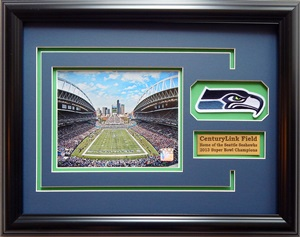 CenturyLink Field
Home of the Seattle Seahawks
2013 Super Bowl Champions